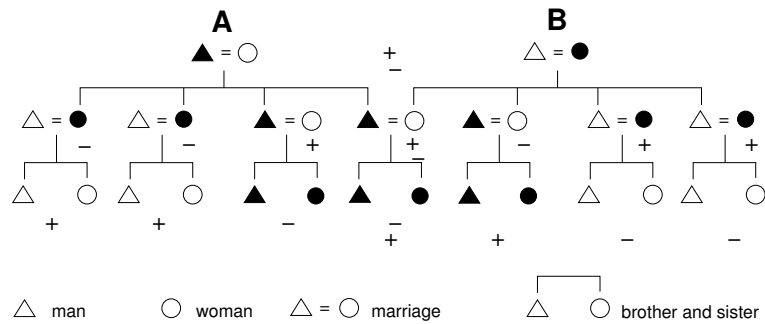 A B
+
−
− − + + − + +
−
+ + − − + − −
+
man woman marriage brother and sister